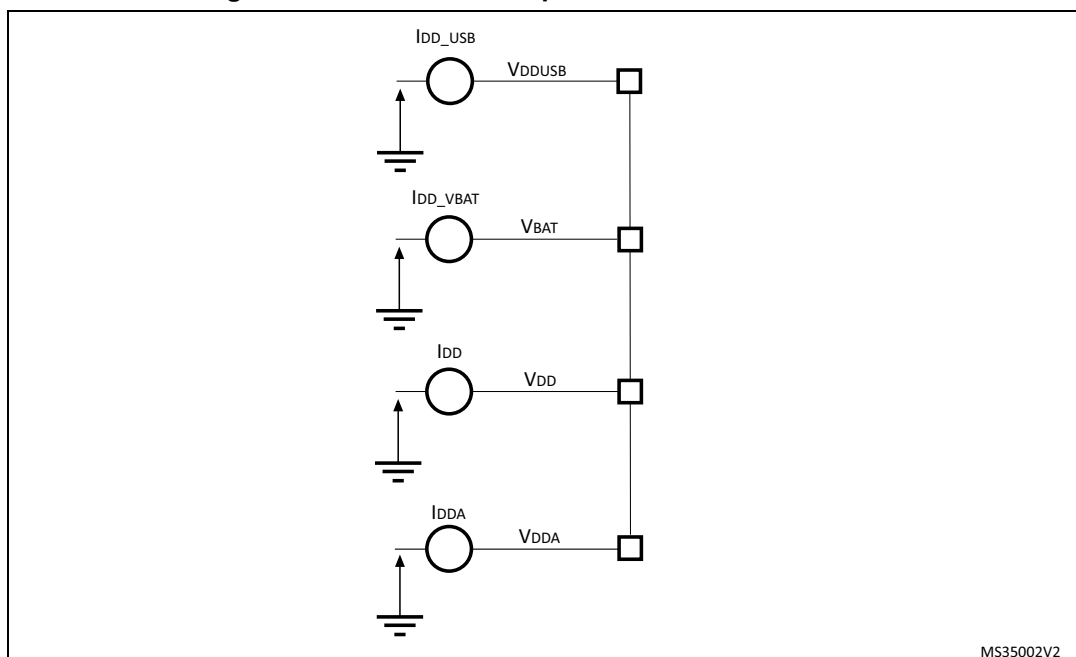 IDD_USB
VDDUSB
IDD_VBAT
VBAT
IDD
VDD
IDDA
VDDA
MS35002V2